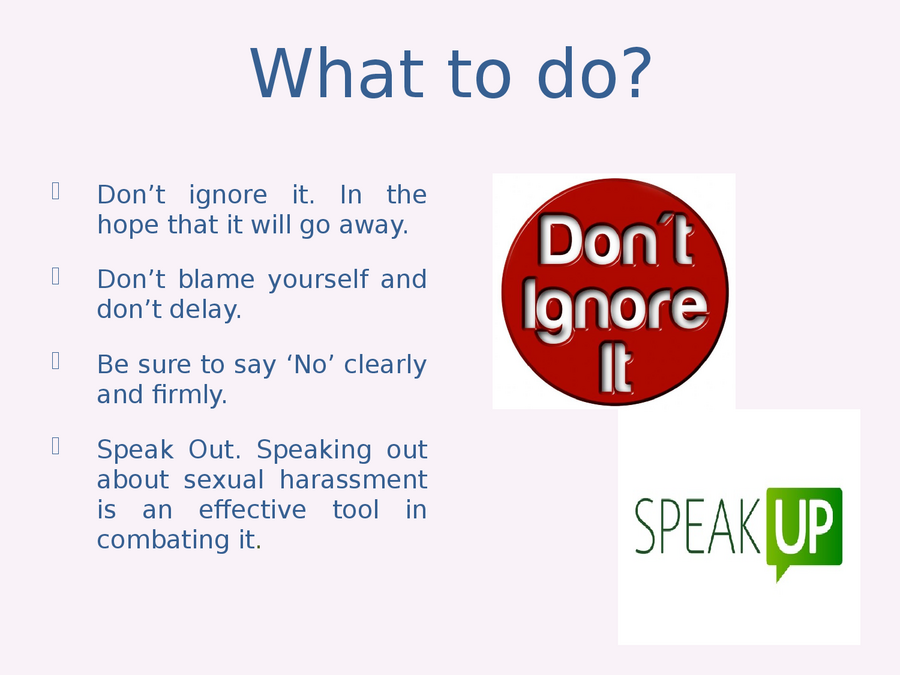 What to do?
Don’t ignore it. In the
hope that it will go away.
Don’t blame yourself and
don’t delay.
Be sure to say ‘No’ clearly
and firmly.
Speak Out. Speaking out
about sexual harassment
is an effective tool in
combating it.
Don´t
Ignore
It
SPEAK UP